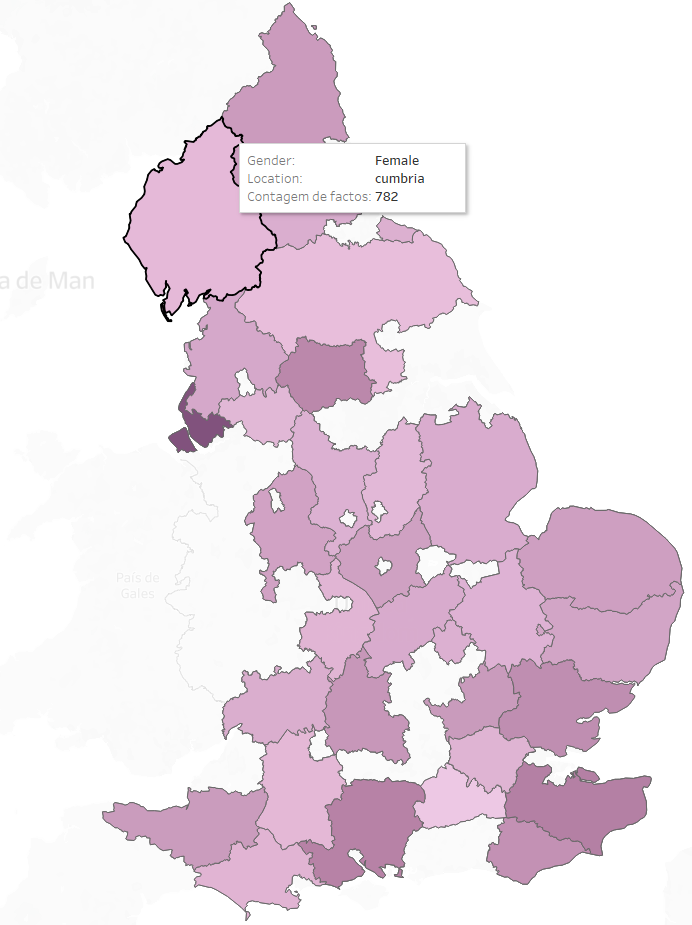 Gender: Female
Location: cumbria
Contagem de factos: 782
a de Man
País de
Gales